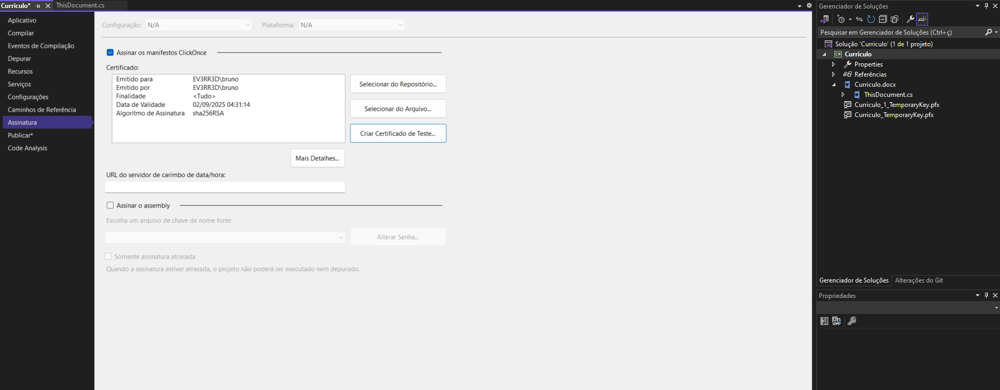 Curriculo*
ThisDocument.cs
Aplicativo
Compilar
Eventos de Compilação
Depurar
Recursos
Serviços
Configurações
Caminhos de Referência
Assinatura
Publicar*
Code Analysis
Configuração: N/A Plataforma: N/A
Assinar os manifestos ClickOnce
Certificado:
Emitido para EV3RR3D\bruno
Emitido por EV3RR3D\bruno
Finalidade <Tudo>
Data de Validade 02/09/2025 04:31:14
Algoritmo de Assinatura sha256RSA
Selecionar do Repositório...
Selecionar do Arquivo...
Criar Certificado de Teste...
Mais Detalhes...
URL do servidor de carimbo de data/hora:
Assinar o assembly
Escolha um arquivo de chave de nome forte:
Alterar Senha...
Somente assinatura atrasada
Quando a assinatura estiver atrasada, o projeto não poderá ser executado nem depurado.
Gerenciador de Soluções
Pesquisar em Gerenciador de Soluções (Ctrl+ç)
Solução 'Curriculo' (1 de 1 projeto)
C# Curriculo
Properties
Referências
Curriculo.docx
ThisDocument.cs
Curriculo_1_TemporaryKey.pfx
Curriculo_TemporaryKey.pfx
Gerenciador de Soluções Alterações do Git
Propriedades